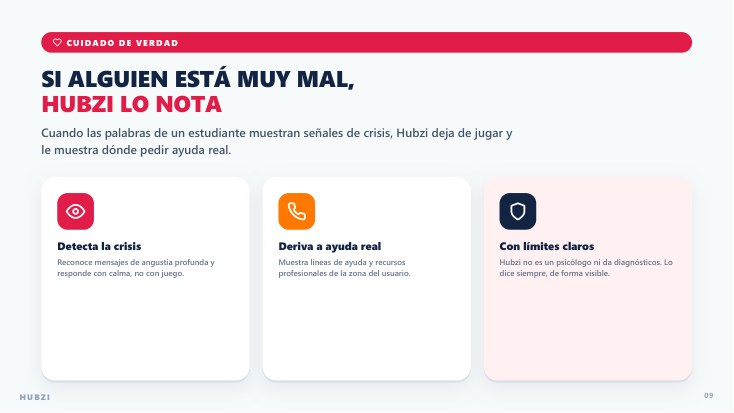 CUIDADO DE VERDAD
SI ALGUIEN ESTÁ MUY MAL,
HUBZI LO NOTA
Cuando las palabras de un estudiante muestran señales de crisis, Hubzi deja de jugar y
le muestra dónde pedir ayuda real.
Detecta la crisis
Reconoce mensajes de angustia profunda y
responde con calma, no con juego.
Deriva a ayuda real
Muestra líneas de ayuda y recursos
profesionales de la zona del usuario.
Con límites claros
Hubzi no es un psicólogo ni da diagnósticos. Lo
dice siempre, de forma visible.
HUBZI
09